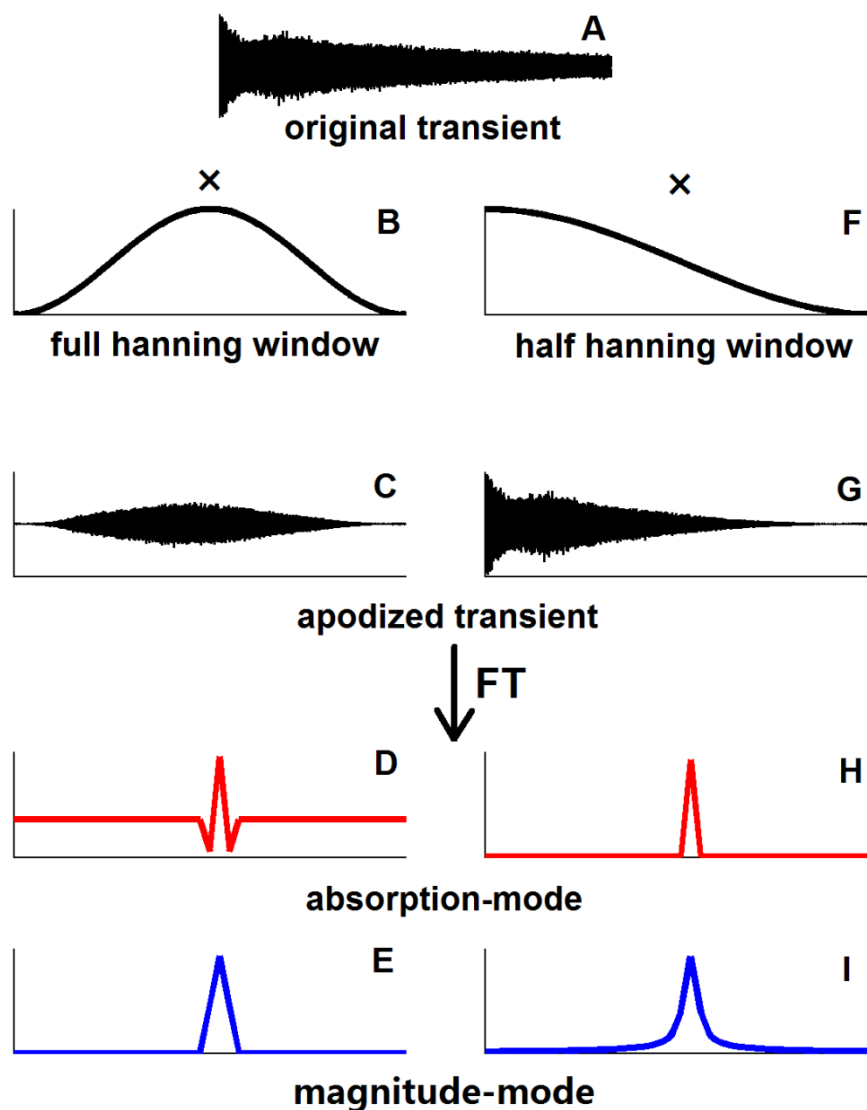 A
original transient
× ×
B F
full hanning window half hanning window
C G
apodized transient
FT
D H
absorption-mode
E I
magnitude-mode